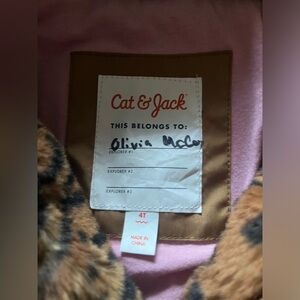 Cat & Jack
THIS BELONGS TO:
Olivia
EXPLORER #1
EXPLORER #2
EXPLORER #3
4T
MADE IN
CHINA